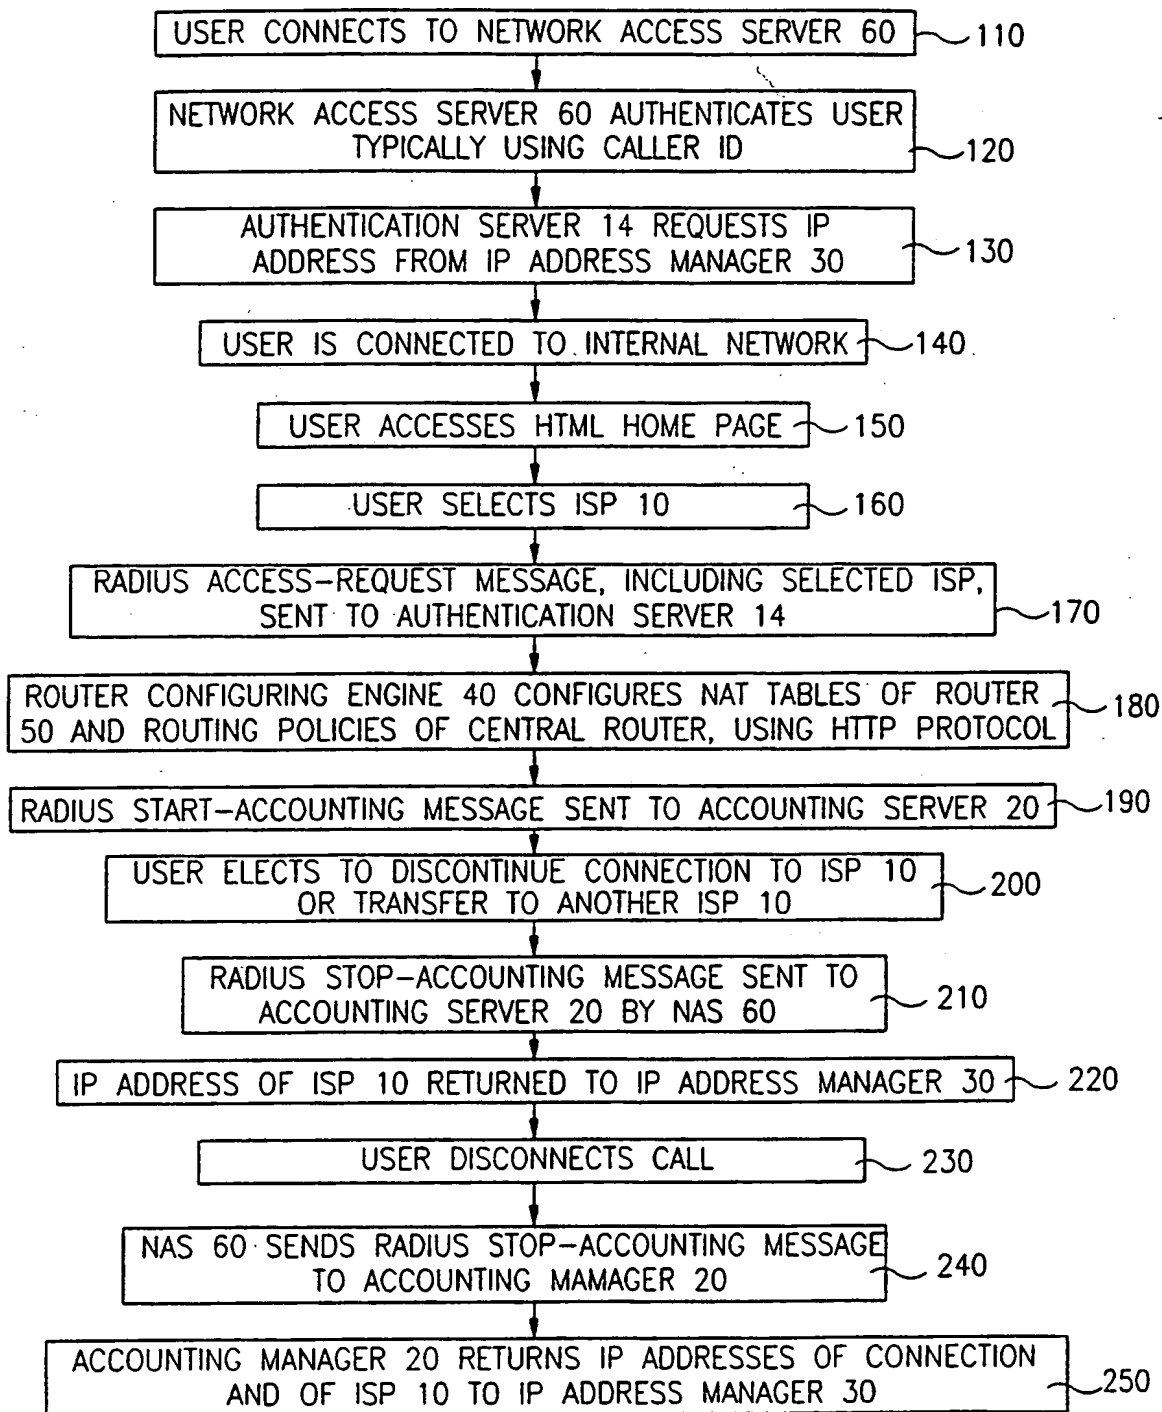 USER CONNECTS TO NETWORK ACCESS SERVER 60
110
NETWORK ACCESS SERVER 60 AUTHENTICATES USER
TYPICALLY USING CALLER ID
120
AUTHENTICATION SERVER 14 REQUESTS IP
ADDRESS FROM IP ADDRESS MANAGER 30
130
USER IS CONNECTED TO INTERNAL NETWORK
140
USER ACCESSES HTML HOME PAGE
150
USER SELECTS ISP 10
160
RADIUS ACCESS-REQUEST MESSAGE, INCLUDING SELECTED ISP,
SENT TO AUTHENTICATION SERVER 14
170
ROUTER CONFIGURING ENGINE 40 CONFIGURES NAT TABLES OF ROUTER
50 AND ROUTING POLICIES OF CENTRAL ROUTER, USING HTTP PROTOCOL
180
RADIUS START-ACCOUNTING MESSAGE SENT TO ACCOUNTING SERVER 20
190
USER ELECTS TO DISCONTINUE CONNECTION TO ISP 10
OR TRANSFER TO ANOTHER ISP 10
200
RADIUS STOP-ACCOUNTING MESSAGE SENT TO
ACCOUNTING SERVER 20 BY NAS 60
210
IP ADDRESS OF ISP 10 RETURNED TO IP ADDRESS MANAGER 30
220
USER DISCONNECTS CALL
230
NAS 60 SENDS RADIUS STOP-ACCOUNTING MESSAGE
TO ACCOUNTING MAMAGER 20
240
ACCOUNTING MANAGER 20 RETURNS IP ADDRESSES OF CONNECTION
AND OF ISP 10 TO IP ADDRESS MANAGER 30
250